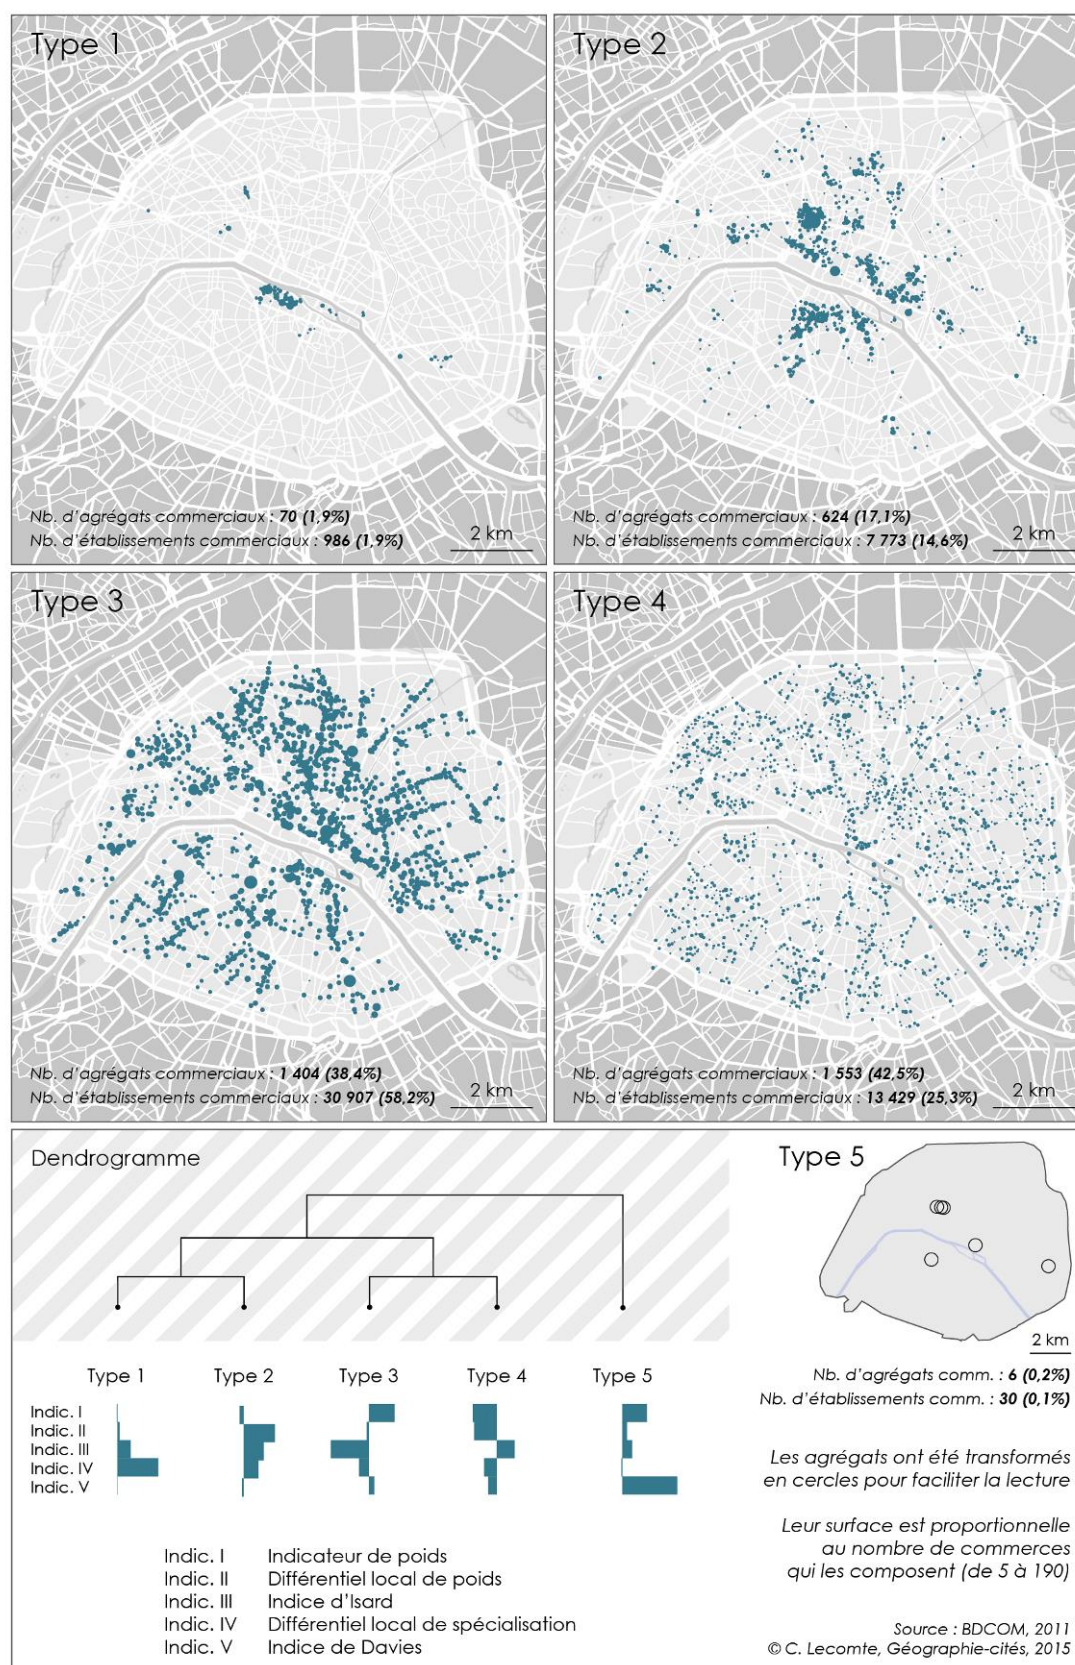 Type 1
Nb. d'agrégats commerciaux : 70 (1,9%)
Nb. d'établissements commerciaux : 986 (1,9%)
2 km
Type 2
Nb. d'agrégats commerciaux : 624 (17,1%)
Nb. d'établissements commerciaux : 7 773 (14,6%)
2 km
Type 3
Nb. d'agrégats commerciaux : 1 404 (38,4%)
Nb. d'établissements commerciaux : 30 907 (58,2%)
2 km
Type 4
Nb. d'agrégats commerciaux : 1 553 (42,5%)
Nb. d'établissements commerciaux : 13 429 (25,3%)
2 km
Dendrogramme
Type 1 Type 2 Type 3 Type 4 Type 5
Indic. I
Indic. II
Indic. III
Indic. IV
Indic. V
Indic. I Indicateur de poids
Indic. II Différentiel local de poids
Indic. III Indice d'Isard
Indic. IV Différentiel local de spécialisation
Indic. V Indice de Davies
Type 5
2 km
Nb. d'agrégats comm. : 6 (0,2%)
Nb. d'établissements comm. : 30 (0,1%)
Les agrégats ont été transformés
en cercles pour faciliter la lecture
Leur surface est proportionnelle
au nombre de commerces
qui les composent (de 5 à 190)
Source : BDCOM, 2011
© C. Lecomte, Géographie-cités, 2015